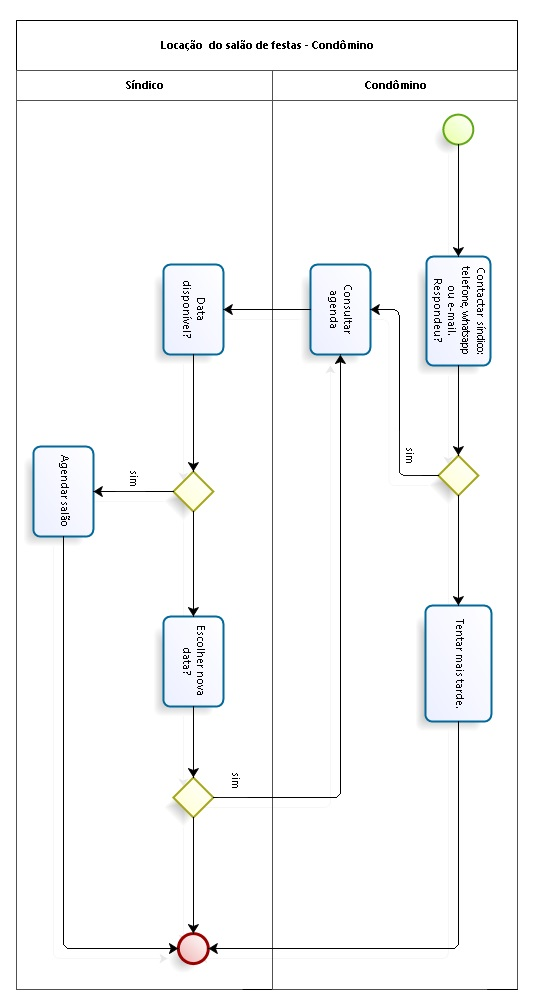 Locação do salão de festas - Condômino
Síndico
Condômino
Contactar síndico:
telefone, whatsapp
ou e-mail.
Respondeu?
Consultar
agenda
Data
disponível?
sim
sim
Agendar salão
Escolher nova
data?
Tentar mais tarde.
sim